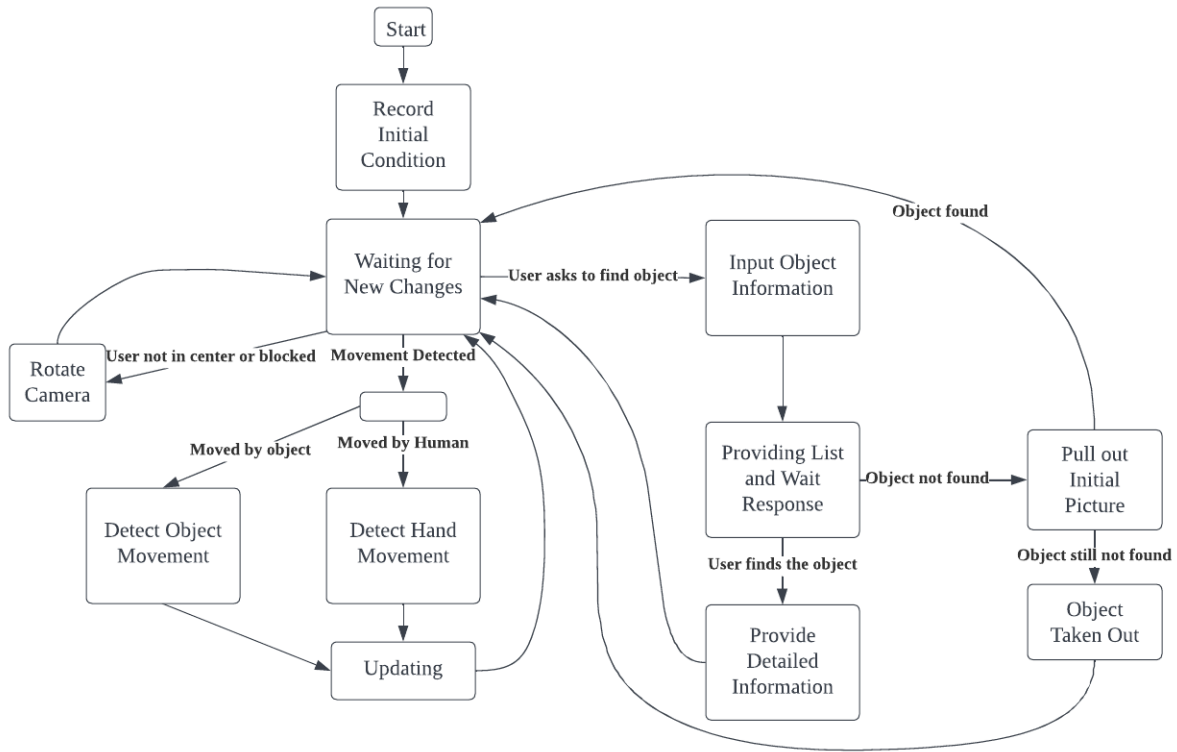 Start
Record
Initial
Condition
Object found
Waiting for
New Changes
User asks to find object
Input Object
Information
User not in center or blocked
Movement Detected
Rotate
Camera
Moved by object
Moved by Human
Providing List
and Wait
Response
Object not found
Pull out
Initial
Picture
Detect Object
Movement
Detect Hand
Movement
User finds the object
Object still not found
Updating
Provide
Detailed
Information
Object
Taken Out